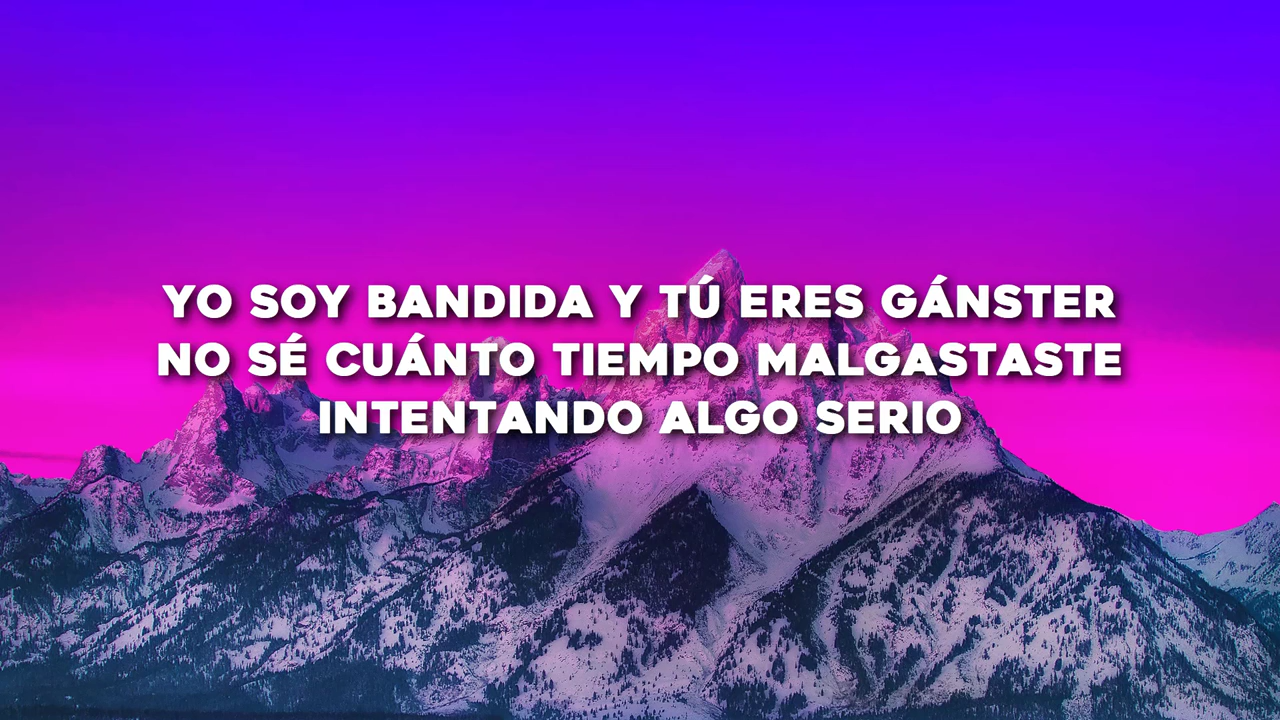 YO SOY BANDIDA Y TÚ ERES GÁNSTER
NO SÉ CUÁNTO TIEMPO MALGASTASTE
INTENTANDO ALGO SERIO